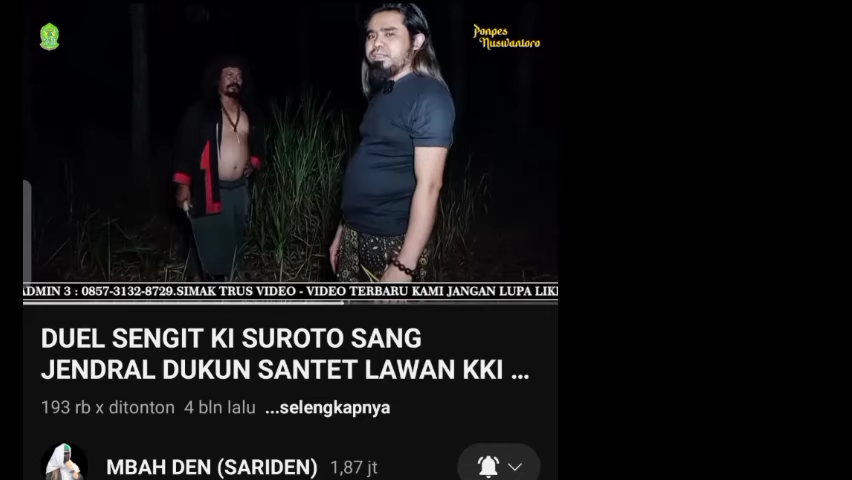 Ponpes
Nuswantoro
ADMIN 3 : 0857-3132-8729.SIMAK TRUS VIDEO - VIDEO TERBARU KAMI JANGAN LUPA LIKE
DUEL SENGIT KI SUROTO SANG
JENDRAL DUKUN SANTET LAWAN KKI ...
193 rb x ditonton 4 bln lalu ...selengkapnya
MBAH DEN (SARIDEN) 1,87 jt